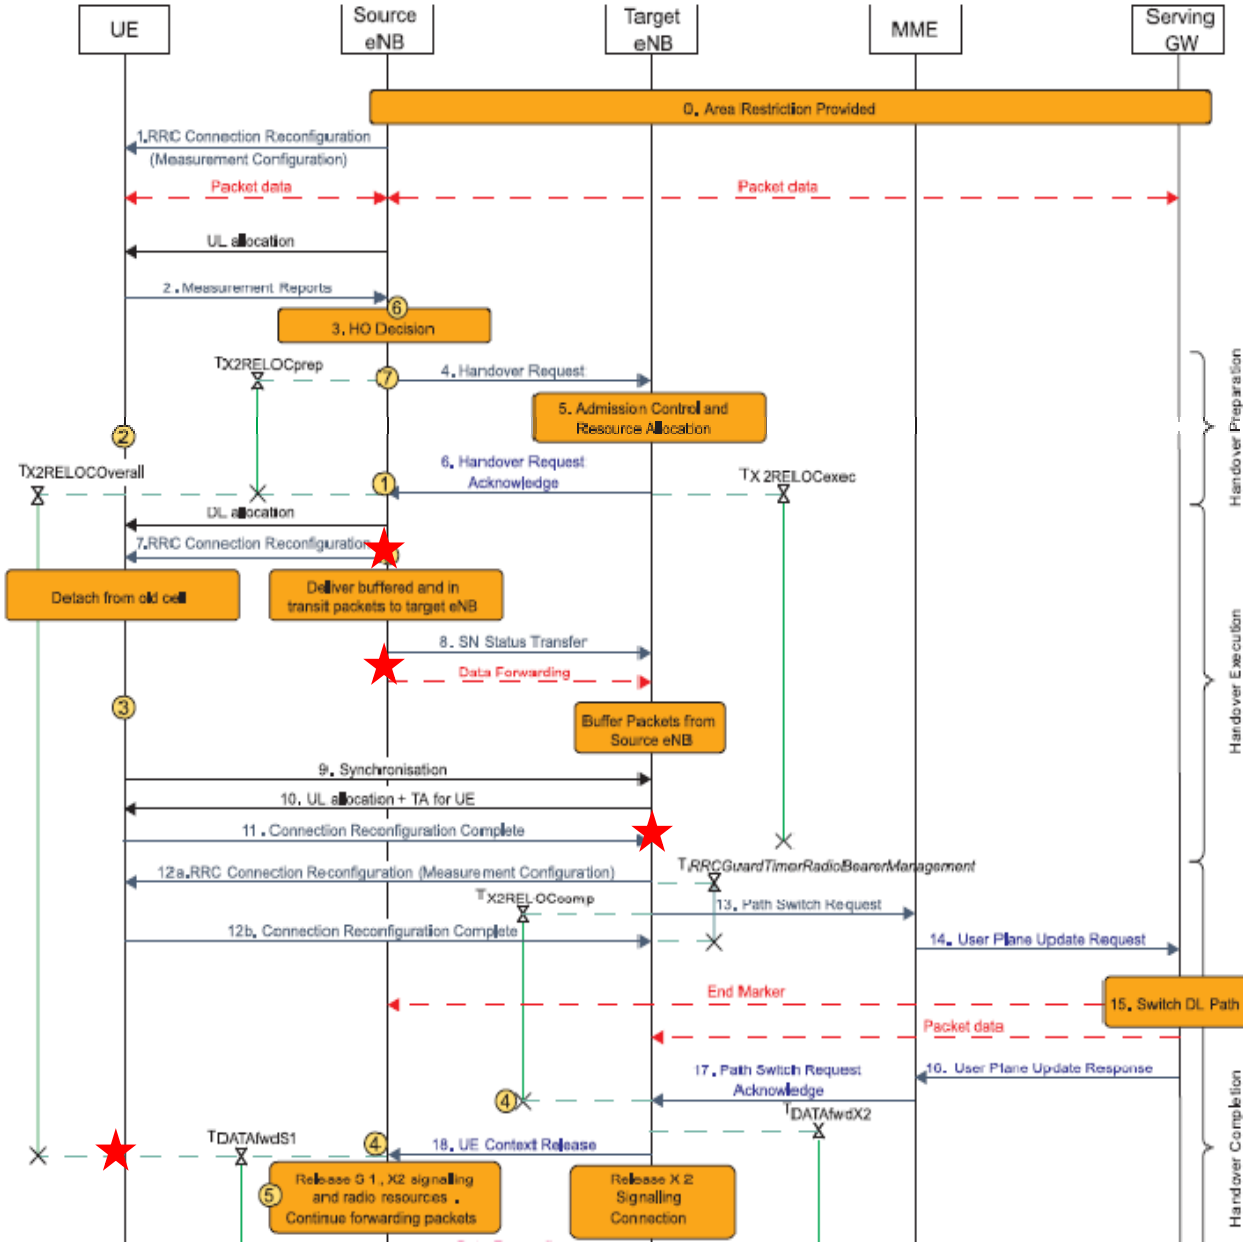 UE
Source
eNB
Target
eNB
MME
Serving
GW
0. Area Restriction Provided
1.RRC Connection Reconfiguration
(Measurement Configuration)
Packet data
Packet data
UL allocation
2. Measurement Reports
6
3. HO Decision
TX2RELOCprep
7
4. Handover Request
5. Admission Control and
Resource Allocation
2
Handover Preparation
TX2RELOCOverall
6. Handover Request
Acknowledge
1
TX2RELOCexec
DL allocation
7.RRC Connection Reconfiguration
Detach from old cell
Deliver buffered and in
transit packets to target eNB
8. SN Status Transfer
Data Forwarding
3
Buffer Packets from
Source eNB
Handover Execution
9. Synchronisation
10. UL allocation + TA for UE
11. Connection Reconfiguration Complete
12a.RRC Connection Reconfiguration (Measurement Configuration)
TRRCGuardTimerRadioBearerManagement
TX2RELOCcomp
13. Path Switch Request
12b. Connection Reconfiguration Complete
14. User Plane Update Request
End Marker
15. Switch DL Path
Packet data
16. User Plane Update Response
17. Path Switch Request
Acknowledge
4
TDATAfwdX2
TDATAfwdS1
4
18. UE Context Release
5
Release S1, X2 signalling
and radio resources.
Continue forwarding packets
Release X2
Signalling
Connection
Handover Completion